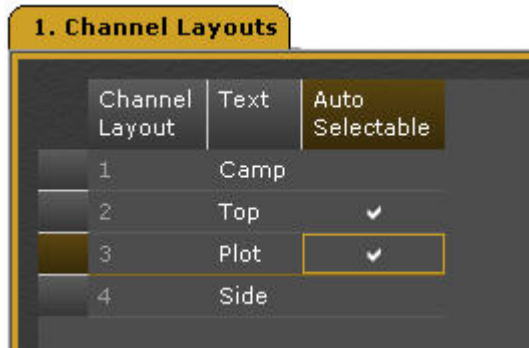 1. Channel Layouts
Channel Layout Text Auto Selectable
1 Camp
2 Top
3 Plot
4 Side